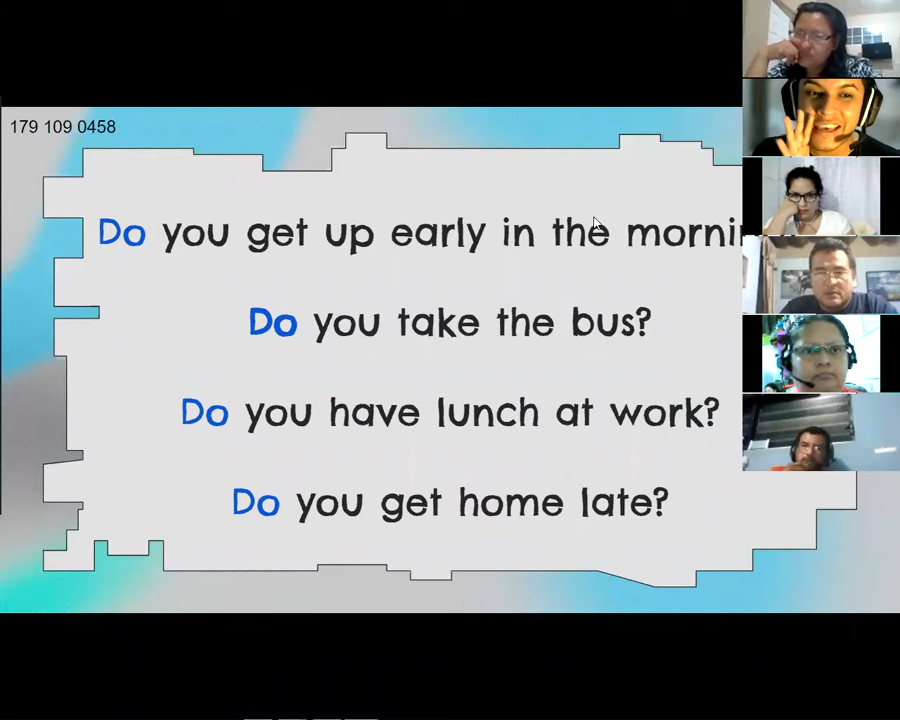 179 109 0458
Do you get up early in the
Do you take the bus?
Do you have lunch at work?
Do you get home late?